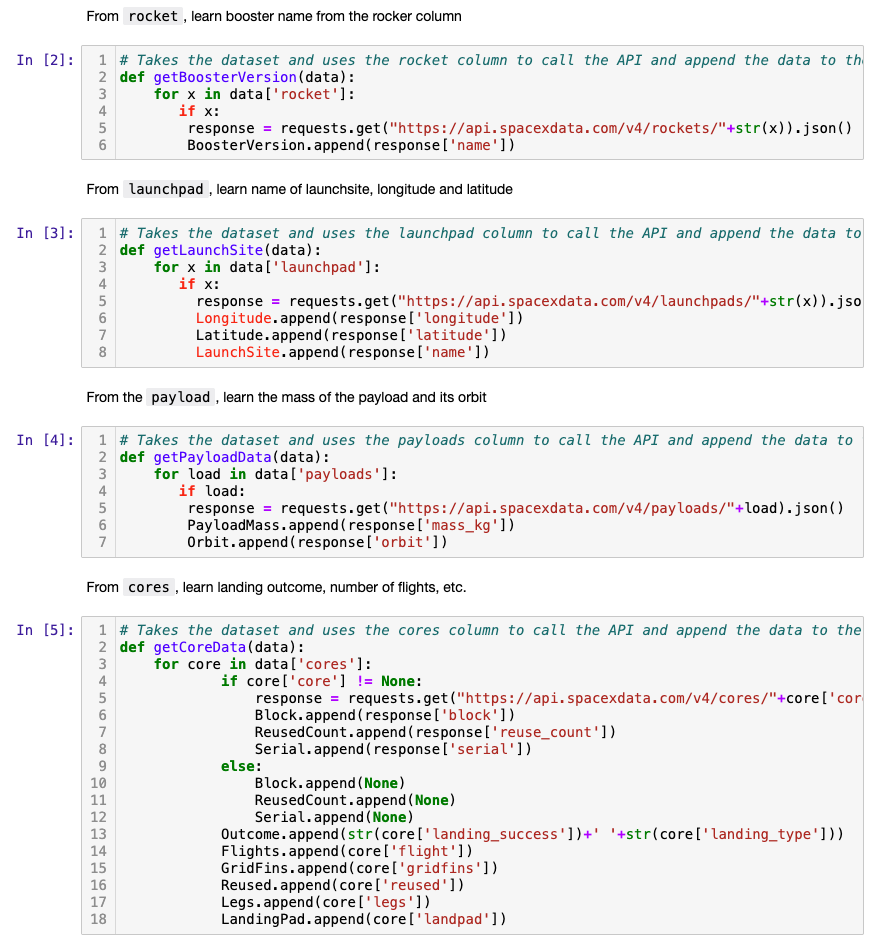 From rocket , learn booster name from the rocker column
In [2]:
1 # Takes the dataset and uses the rocket column to call the API and append the data to the
2 def getBoosterVersion(data):
3     for x in data['rocket']:
4        if x:
5         response = requests.get("https://api.spacexdata.com/v4/rockets/"+str(x)).json()
6         BoosterVersion.append(response['name'])
From launchpad , learn name of launchsite, longitude and latitude
In [3]:
1 # Takes the dataset and uses the launchpad column to call the API and append the data to
2 def getLaunchSite(data):
3     for x in data['launchpad']:
4        if x:
5          response = requests.get("https://api.spacexdata.com/v4/launchpads/"+str(x)).jso
6          Longitude.append(response['longitude'])
7          Latitude.append(response['latitude'])
8          LaunchSite.append(response['name'])
From the payload , learn the mass of the payload and its orbit
In [4]:
1 # Takes the dataset and uses the payloads column to call the API and append the data to
2 def getPayloadData(data):
3     for load in data['payloads']:
4        if load:
5         response = requests.get("https://api.spacexdata.com/v4/payloads/"+load).json()
6         PayloadMass.append(response['mass_kg'])
7         Orbit.append(response['orbit'])
From cores , learn landing outcome, number of flights, etc.
In [5]:
1 # Takes the dataset and uses the cores column to call the API and append the data to the
2 def getCoreData(data):
3     for core in data['cores']:
4             if core['core'] != None:
5                 response = requests.get("https://api.spacexdata.com/v4/cores/"+core['cor
6                 Block.append(response['block'])
7                 ReusedCount.append(response['reuse_count'])
8                 Serial.append(response['serial'])
9             else:
10                 Block.append(None)
11                 ReusedCount.append(None)
12                 Serial.append(None)
13             Outcome.append(str(core['landing_success'])+' '+str(core['landing_type']))
14             Flights.append(core['flight'])
15             GridFins.append(core['gridfins'])
16             Reused.append(core['reused'])
17             Legs.append(core['legs'])
18             LandingPad.append(core['landpad'])